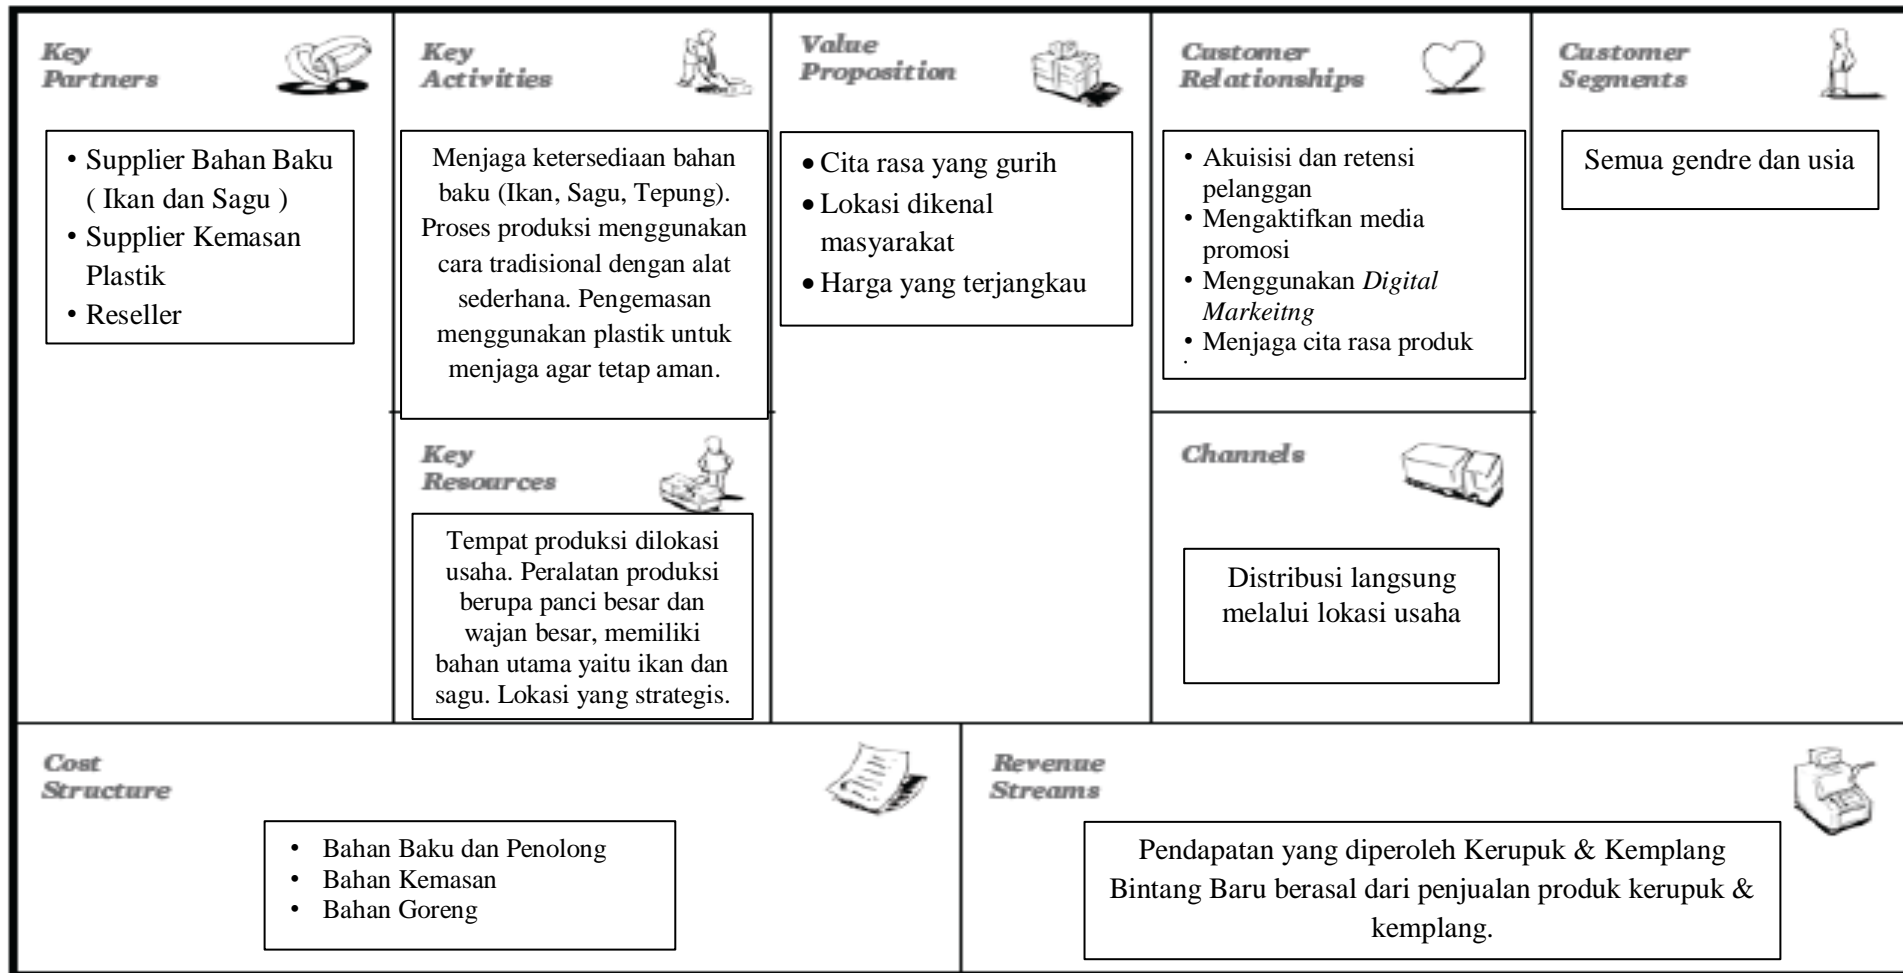 Key
Partners
• Supplier Bahan Baku
( Ikan dan Sagu )
• Supplier Kemasan
Plastik
• Reseller
Key
Activities
Menjaga ketersediaan bahan
baku (Ikan, Sagu, Tepung).
Proses produksi menggunakan
cara tradisional dengan alat
sederhana. Pengemasan
menggunakan plastik untuk
menjaga agar tetap aman.
Key
Resources
Tempat produksi dilokasi
usaha. Peralatan produksi
berupa panci besar dan
wajan besar, memiliki
bahan utama yaitu ikan dan
sagu. Lokasi yang strategis.
Value
Proposition
• Cita rasa yang gurih
• Lokasi dikenal
masyarakat
• Harga yang terjangkau
Customer
Relationships
• Akuisisi dan retensi
pelanggan
• Mengaktifkan media
promosi
• Menggunakan Digital
Markeitng
• Menjaga cita rasa produk
.
Channels
Distribusi langsung
melalui lokasi usaha
Customer
Segments
Semua gendre dan usia
Cost
Structure
• Bahan Baku dan Penolong
• Bahan Kemasan
• Bahan Goreng
Revenue
Streams
Pendapatan yang diperoleh Kerupuk & Kemplang
Bintang Baru berasal dari penjualan produk kerupuk &
kemplang.